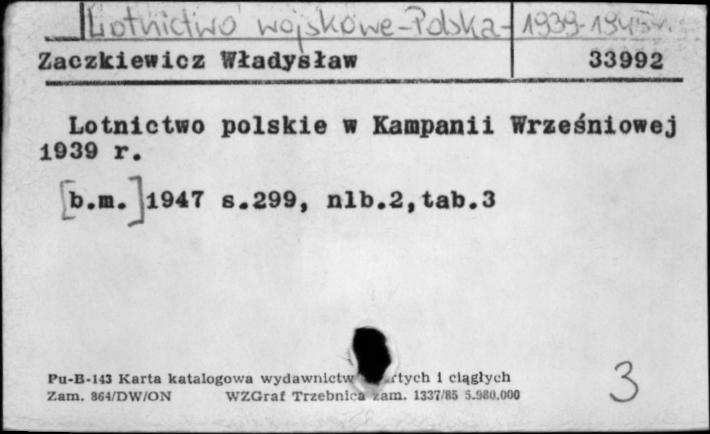 Lotnictwo wojskowe-Polska- 1939-1945 r.
Zaczkiewicz Władysław 33992
Lotnictwo polskie w Kampanii Wrześniowej
1939 r.
[b.m.]1947 s.299, nlb.2,tab.3
Pu-B-143 Karta katalogowa wydawnictw rtych i ciągłych
Zam. 864/DW/ON WZGraf Trzebnica zam. 1337/85 5.980.000
3